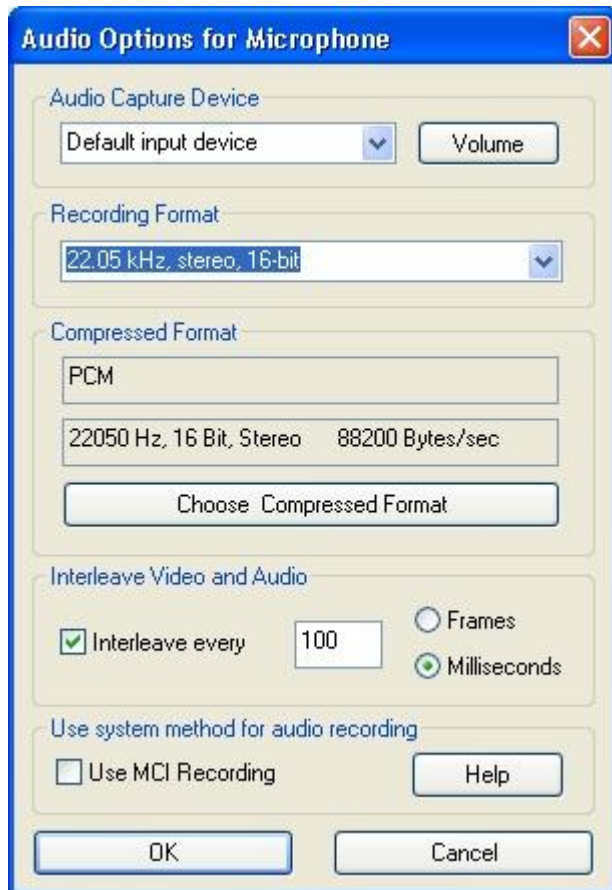 Audio Options for Microphone
Audio Capture Device
Default input device
Volume
Recording Format
22.05 kHz, stereo, 16-bit
Compressed Format
PCM
22050 Hz, 16 Bit, Stereo 88200 Bytes/sec
Choose Compressed Format
Interleave Video and Audio
Interleave every 100
Frames
Milliseconds
Use system method for audio recording
Use MCI Recording
Help
OK
Cancel